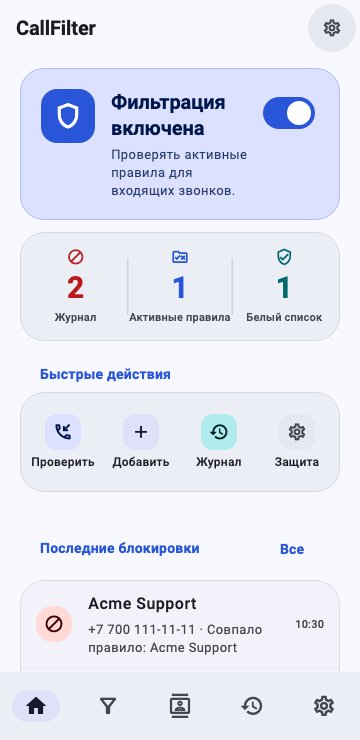 CallFilter
Фильтрация
включена
Проверять активные
правила для
входящих звонков.
2
1
1
Журнал
Активные правила
Белый список
Быстрые действия
Проверить
Добавить
Журнал
Защита
Последние блокировки
Все
Acme Support
+7 700 111-11-11 · Совпало
правило: Acme Support
10:30